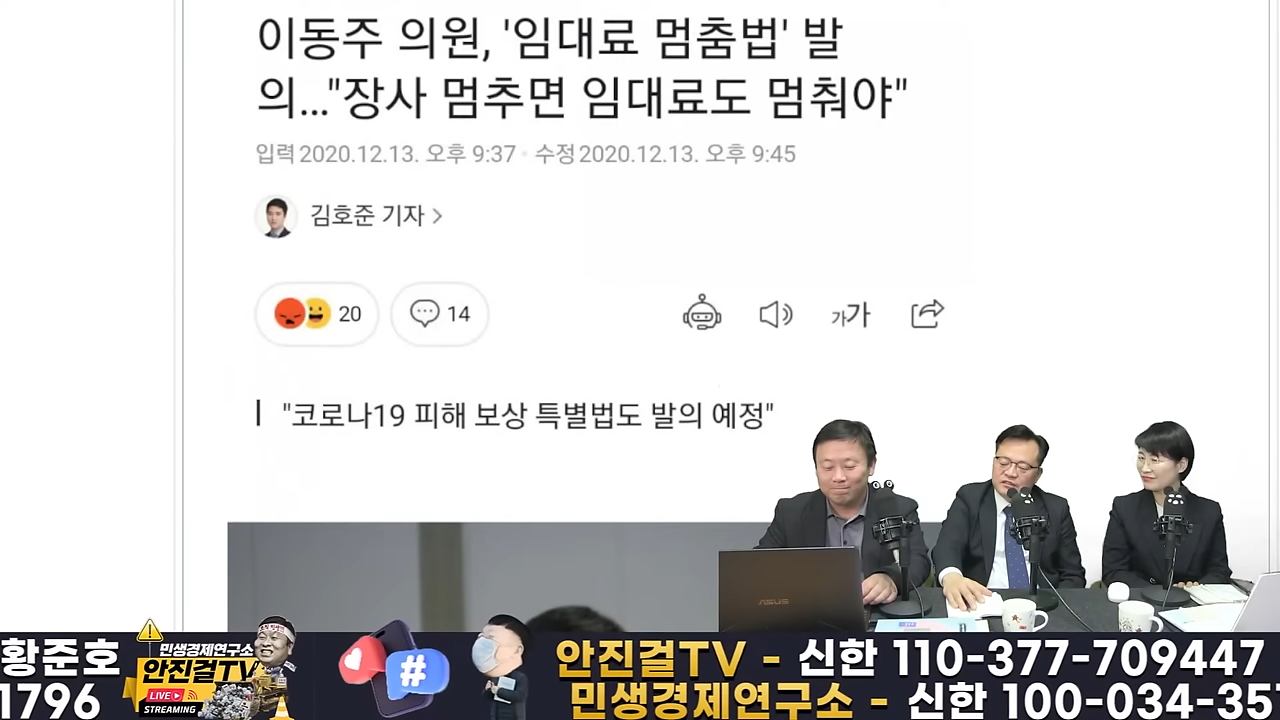 이동주 의원, '임대료 멈춤법' 발
의..."장사 멈추면 임대료도 멈춰야"
입력 2020.12.13. 오후 9:37 · 수정 2020.12.13. 오후 9:45
김호준 기자 >
20
14
가가
"코로나19 피해 보상 특별법도 발의 예정"
ASUS
황준호
1796
민생경제연구소
안진걸TV
LIVE
STREAMING
#
안진걸TV - 신한 110-377-709447
민생경제연구소 - 신한 100-034-35